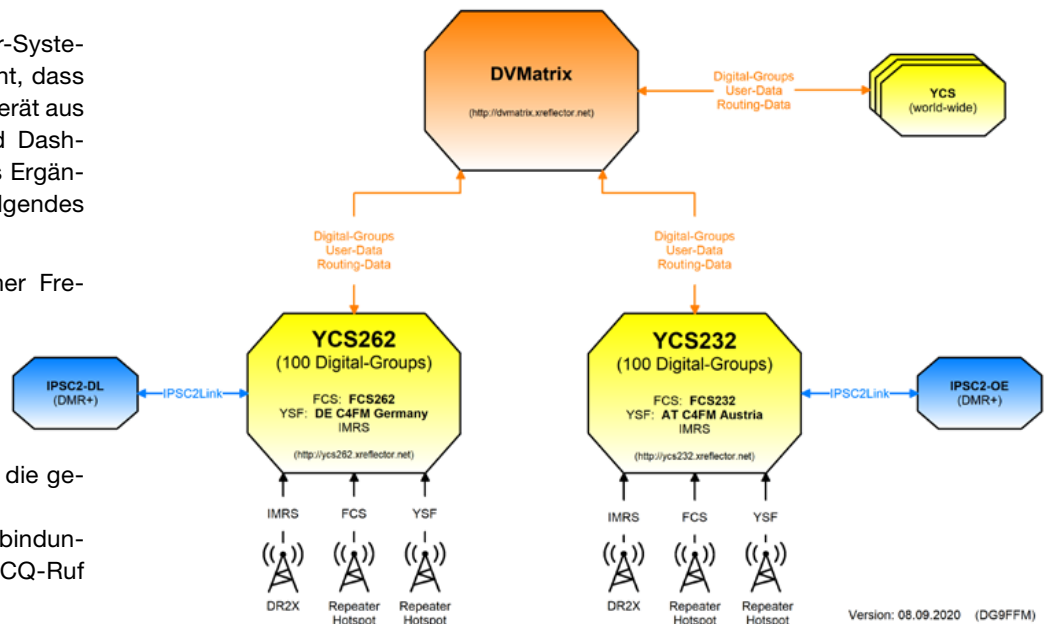 r-Syste-
nt, dass
erät aus
d Dash-
s Ergän-
lgendes
ner Fre-
die ge-
bindun-
CQ-Ruf
DVMatrix
(http://dvmatrix.xreflector.net)
Digital-Groups
User-Data
Routing-Data
YCS
(world-wide)
Digital-Groups
User-Data
Routing-Data
Digital-Groups
User-Data
Routing-Data
IPSC2-DL
(DMR+)
IPSC2Link
YCS262
(100 Digital-Groups)
FCS: FCS262
YSF: DE C4FM Germany
IMRS
(http://ycs262.xreflector.net)
YCS232
(100 Digital-Groups)
FCS: FCS232
YSF: AT C4FM Austria
IMRS
(http://ycs232.xreflector.net)
IPSC2Link
IPSC2-OE
(DMR+)
IMRS FCS YSF
IMRS FCS YSF
DR2X Repeater Repeater
Hotspot Hotspot
DR2X Repeater Repeater
Hotspot Hotspot
Version: 08.09.2020 (DG9FFM)